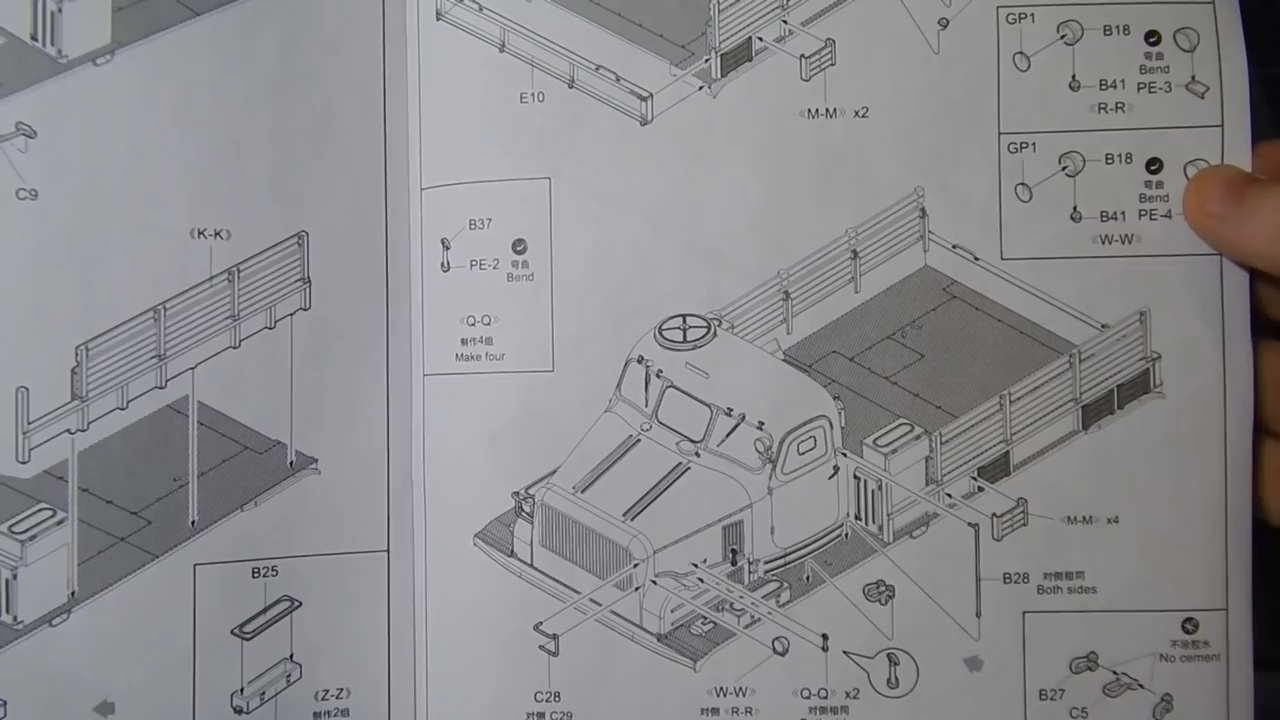 C9
《K-K》
B25
《Z-Z》
制作2组
E10
《M-M》 x2
GP1
B18
弯曲
Bend
B41
PE-3
《R-R》
GP1
B18
弯曲
Bend
B41
PE-4
《W-W》
B37
PE-2
弯曲
Bend
《Q-Q》
制作4组
Make four
《M-M》 x4
B28
对侧相同
Both sides
不涂胶水
No cement
B27
C5
C28
对侧 C29
《W-W》
对侧《R-R》
《Q-Q》 x2
对侧相同